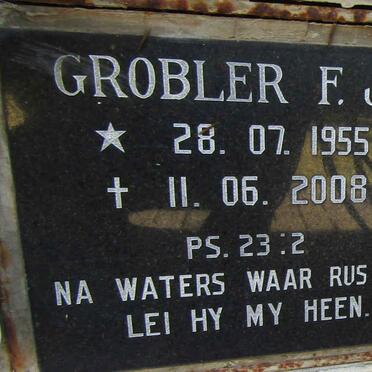 GROBLER F. J
★ 28. 07. 1955
✝ 11. 06. 2008
PS. 23:2
NA WATERS WAAR RUS
LEI HY MY HEEN.